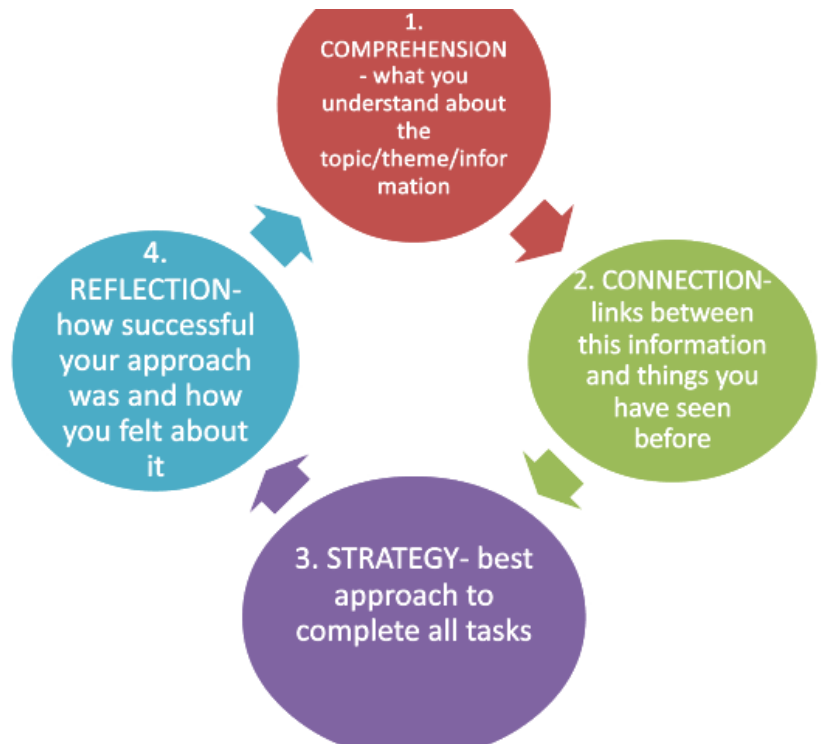 1.
COMPREHENSION
- what you
understand about
the
topic/theme/infor
mation
2. CONNECTION-
links between
this information
and things you
have seen
before
3. STRATEGY- best
approach to
complete all tasks
4.
REFLECTION-
how successful
your approach
was and how
you felt about
it